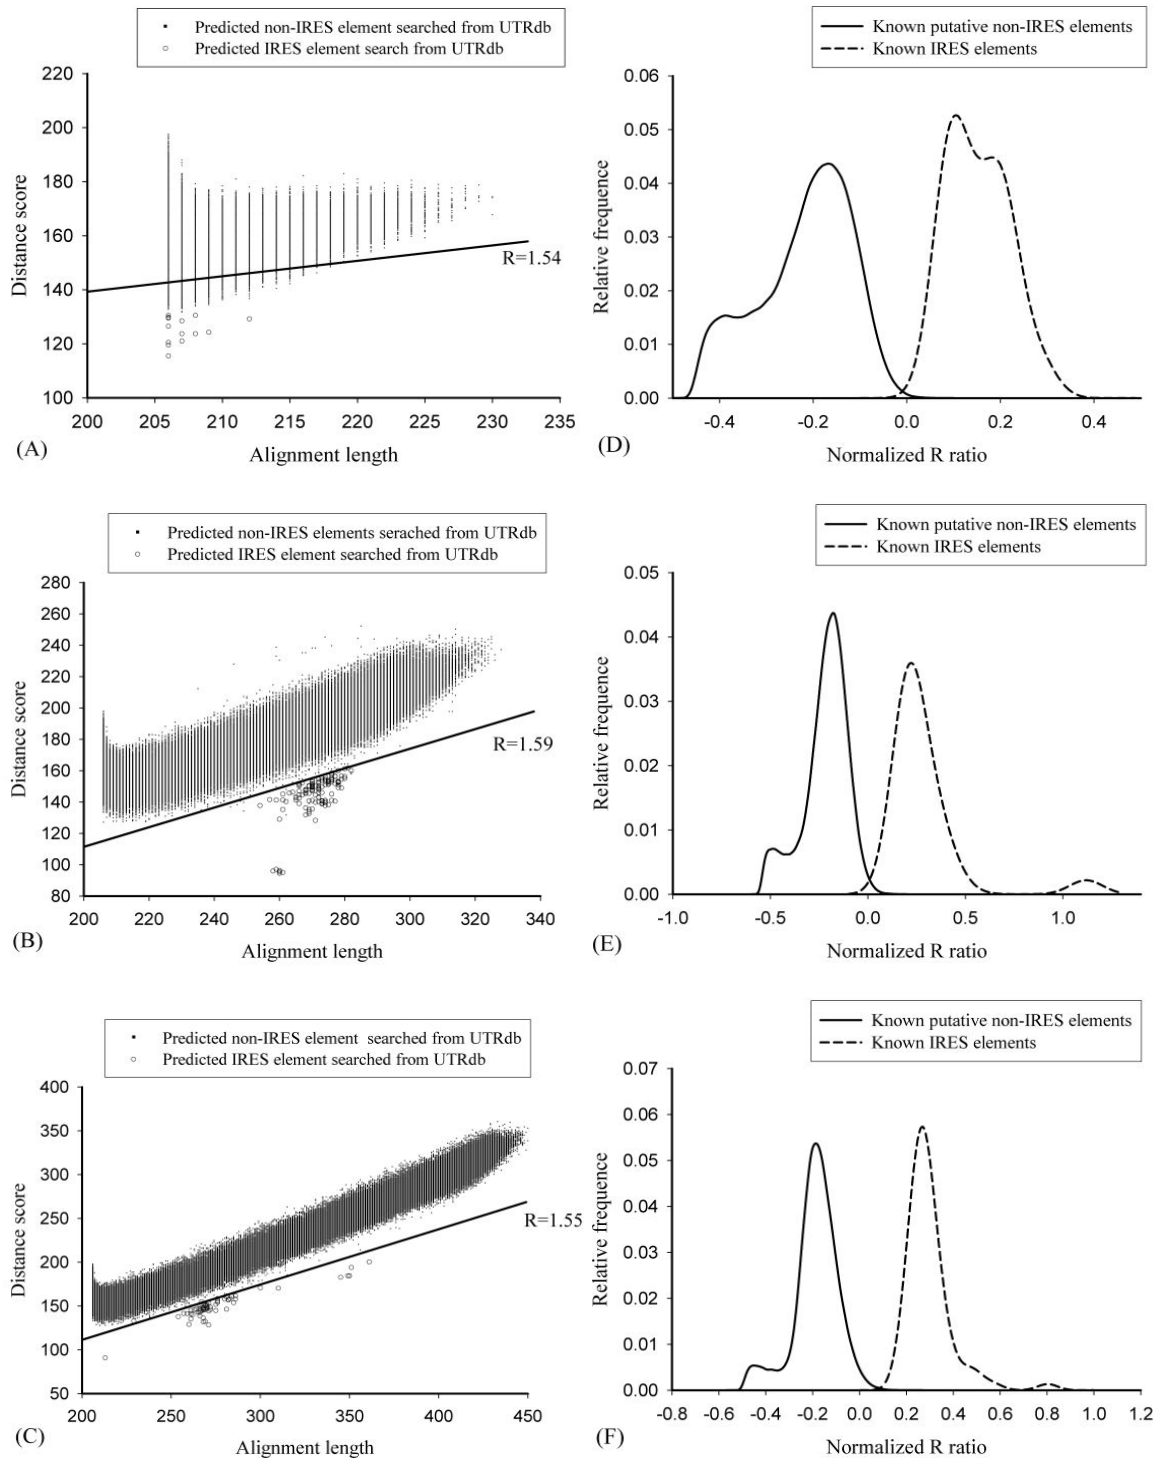 Predicted non-IRES element searched from UTRdb
Predicted IRES element search from UTRdb
220
200
180
160
140
120
100
Distance score
R=1.54
200 205 210 215 220 225 230 235
Alignment length
(A)
Known putative non-IRES elements
Known IRES elements
0.06
0.05
0.04
0.03
0.02
0.01
0.00
Relative frequence
-0.4 -0.2 0.0 0.2 0.4
Normalized R ratio
(D)
Predicted non-IRES elements serached from UTRdb
Predicted IRES element searched from UTRdb
280
260
240
220
200
180
160
140
120
100
80
Distance score
R=1.59
200 220 240 260 280 300 320 340
Alignment length
(B)
Known putative non-IRES elements
Known IRES elements
0.05
0.04
0.03
0.02
0.01
0.00
Relative frequence
-1.0 -0.5 0.0 0.5 1.0
Normalized R ratio
(E)
Predicted non-IRES element searched from UTRdb
Predicted IRES element searched from UTRdb
400
350
300
250
200
150
100
50
Distance score
R=1.55
200 250 300 350 400 450
Alignment length
(C)
Known putative non-IRES elements
Known IRES elements
0.07
0.06
0.05
0.04
0.03
0.02
0.01
0.00
Relative frequence
-0.8 -0.6 -0.4 -0.2 0.0 0.2 0.4 0.6 0.8 1.0 1.2
Normalized R ratio
(F)